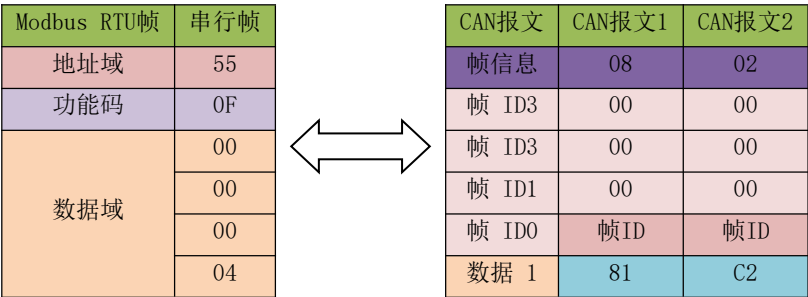 Modbus RTU帧 串行帧
地址域 55
功能码 0F
数据域
00
00
00
04
CAN报文 CAN报文1 CAN报文2
帧信息 08 02
帧 ID3 00 00
帧 ID3 00 00
帧 ID1 00 00
帧 ID0 帧ID 帧ID
数据 1 81 C2